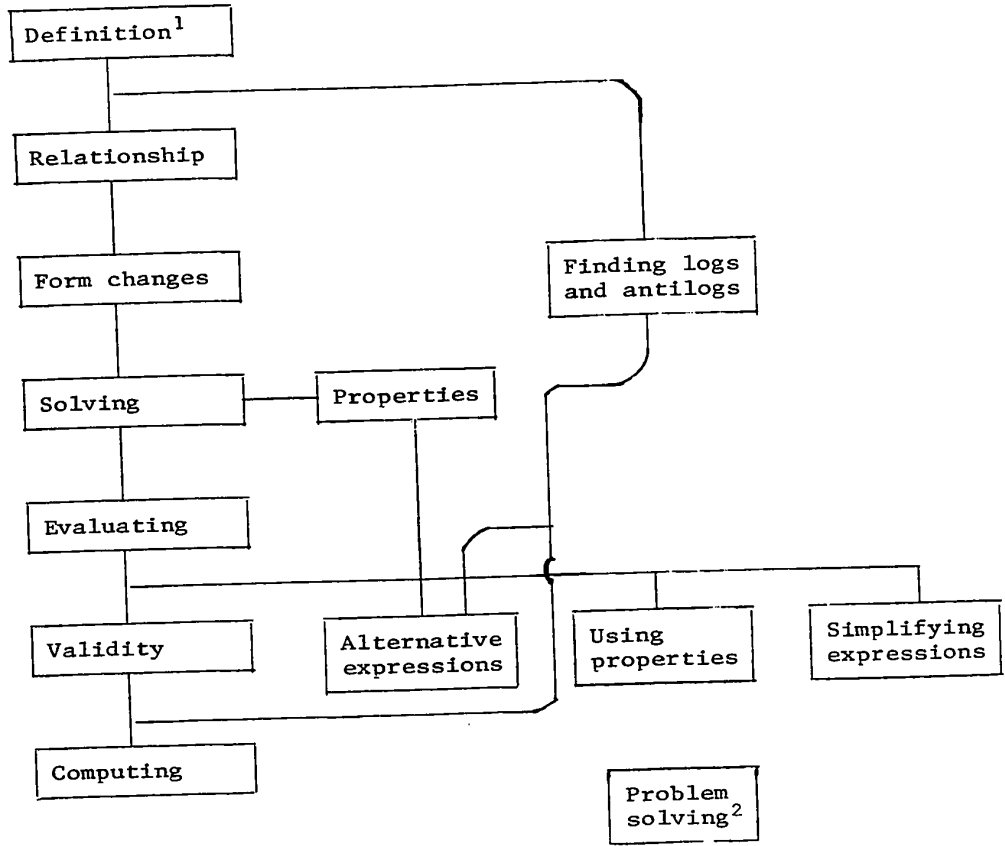 Definition¹
Relationship
Form changes
Finding logs
and antilogs
Solving
Properties
Evaluating
Validity
Alternative
expressions
Using
properties
Simplifying
expressions
Computing
Problem
solving²